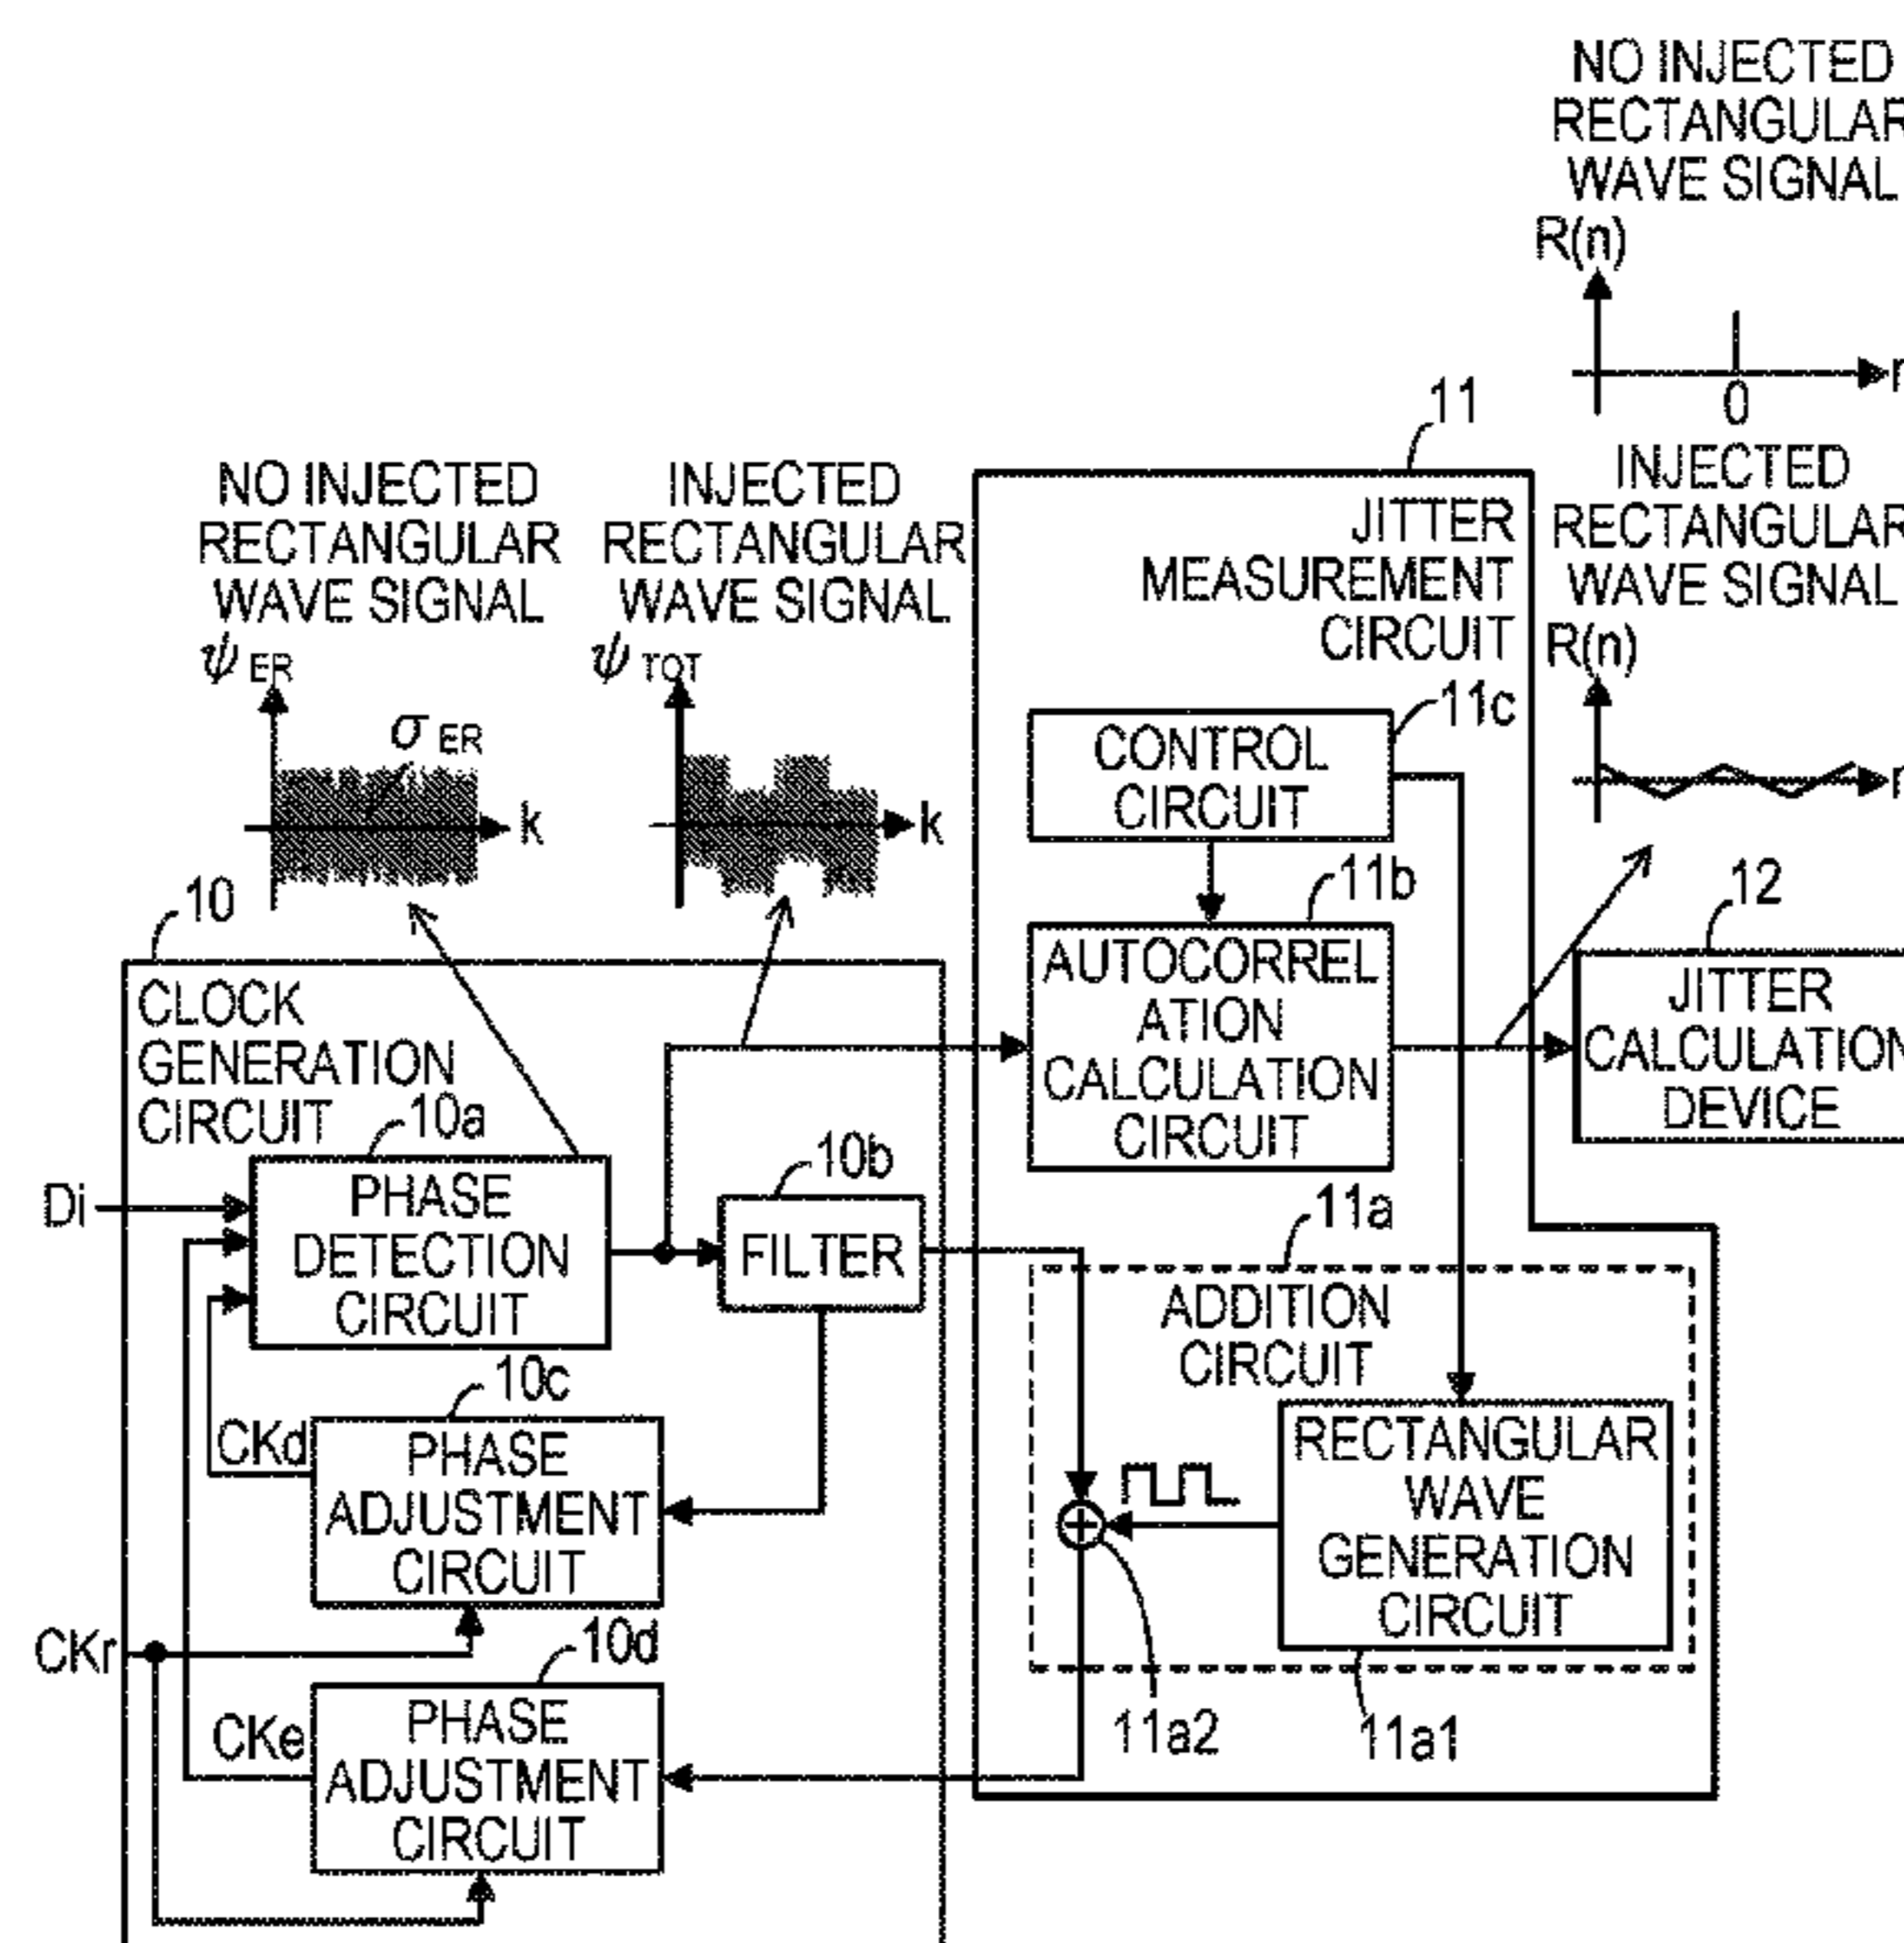 NO INJECTED
RECTANGULAR
WAVE SIGNAL
R(n)
0
11
INJECTED
RECTANGULAR
WAVE SIGNAL
R(n)
NO INJECTED
RECTANGULAR
WAVE SIGNAL
ψ ER
σ ER
k
INJECTED
RECTANGULAR
WAVE SIGNAL
ψ TOT
k
JITTER
MEASUREMENT
CIRCUIT
11c
CONTROL
CIRCUIT
11b
AUTOCORREL
ATION
CALCULATION
CIRCUIT
12
JITTER
CALCULATION
DEVICE
10
CLOCK
GENERATION
CIRCUIT
10a
Di
PHASE
DETECTION
CIRCUIT
10b
FILTER
11a
ADDITION
CIRCUIT
10c
CKd
PHASE
ADJUSTMENT
CIRCUIT
RECTANGULAR
WAVE
GENERATION
CIRCUIT
CKr
10d
CKe
PHASE
ADJUSTMENT
CIRCUIT
11a2
11a1